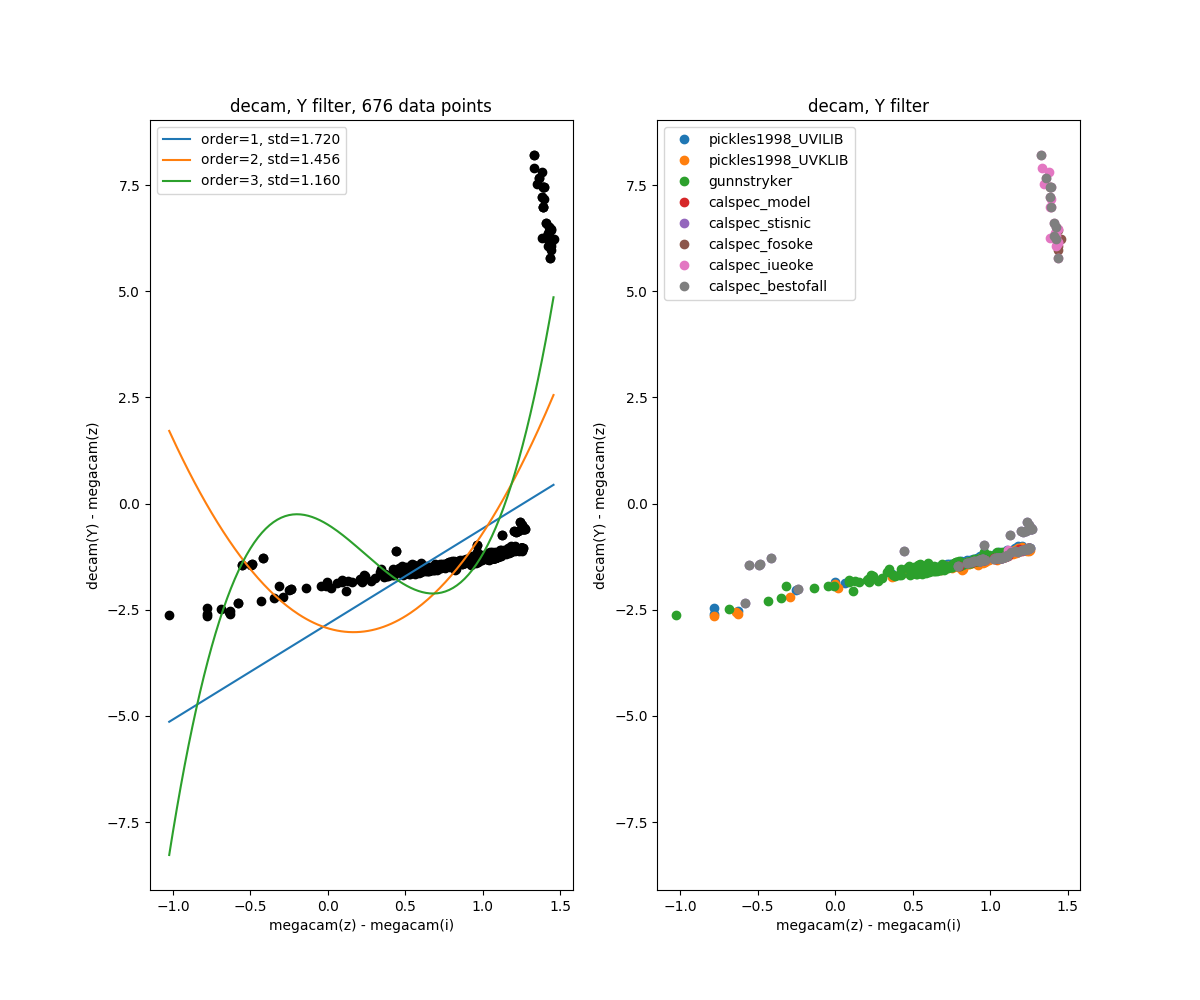 decam, Y filter, 676 data points
order=1, std=1.720
order=2, std=1.456
order=3, std=1.160
7.5
5.0
2.5
0.0
−2.5
−5.0
−7.5
decam(Y) - megacam(z)
−1.0 −0.5 0.0 0.5 1.0 1.5
megacam(z) - megacam(i)
decam, Y filter
pickles1998_UVILIB
pickles1998_UVKLIB
gunnstryker
calspec_model
calspec_stisnic
calspec_fosoke
calspec_iueoke
calspec_bestofall
7.5
5.0
2.5
0.0
−2.5
−5.0
−7.5
decam(Y) - megacam(z)
−1.0 −0.5 0.0 0.5 1.0 1.5
megacam(z) - megacam(i)